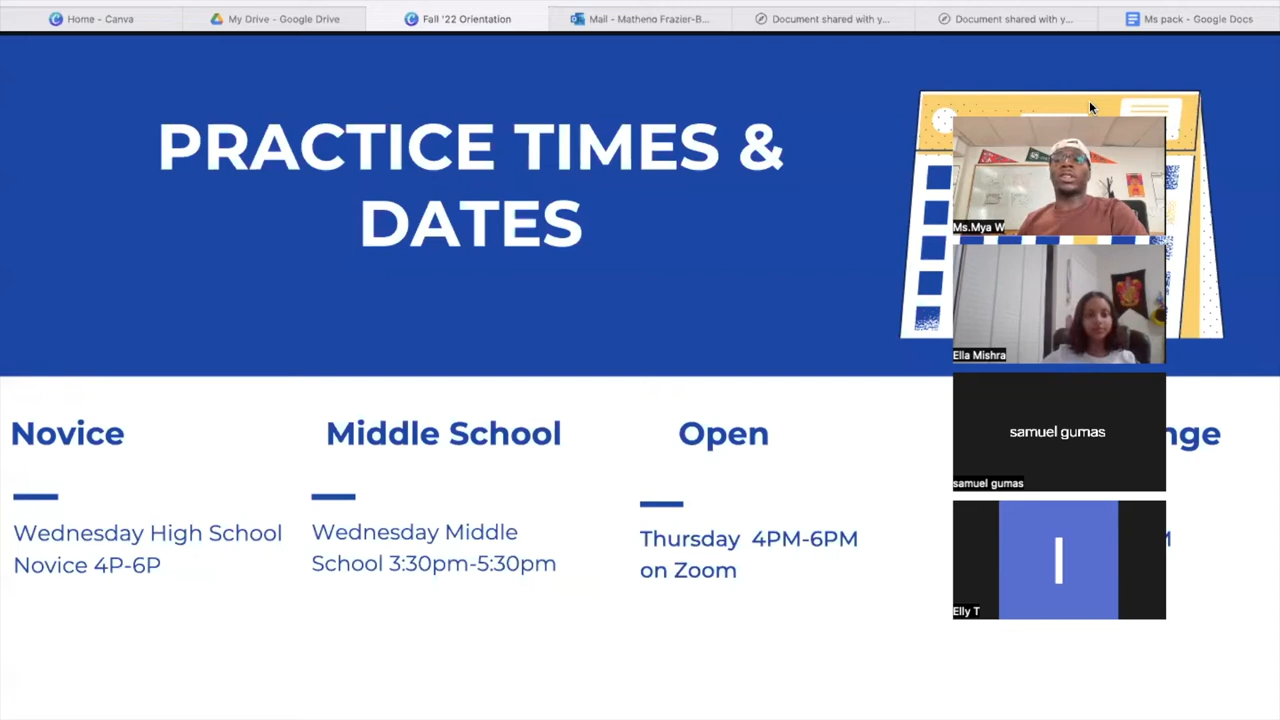 Home - Canva
My Drive - Google Drive
Fall '22 Orientation
Mail - Matheno Frazier-B...
Document shared with y...
Document shared with y...
Ms pack - Google Docs
PRACTICE TIMES &
DATES
Ms.Mya W
Ella Mishra
samuel gumas
samuel gumas
I
Elly T
Novice
Wednesday High School
Novice 4P-6P
Middle School
Wednesday Middle
School 3:30pm-5:30pm
Open
Thursday 4PM-6PM
on Zoom